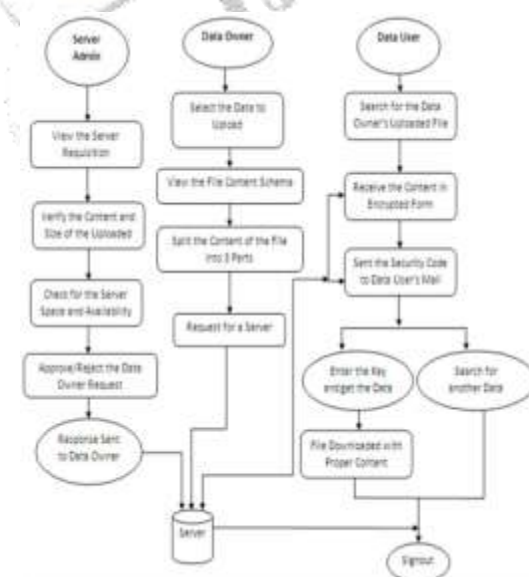 Server
Admin
View the Server
Requisition
Verify the Content and
Size of the Uploaded
Check for the Server
Space and Availability
Approve/Reject the Data
Owner Request
Response Sent
to Data Owner
Data Owner
Select the Data to
Upload
View the File Content Schema
Split the Content of the File
into 3 Parts
Request for a Server
Server
Data User
Search for the Data
Owner's Uploaded File
Receive the Content in
Encrypted Form
Sent the Security Code
to Data User's Mail
Enter the Key
and get the Data
Search for
another Data
File Downloaded with
Proper Content
Signout